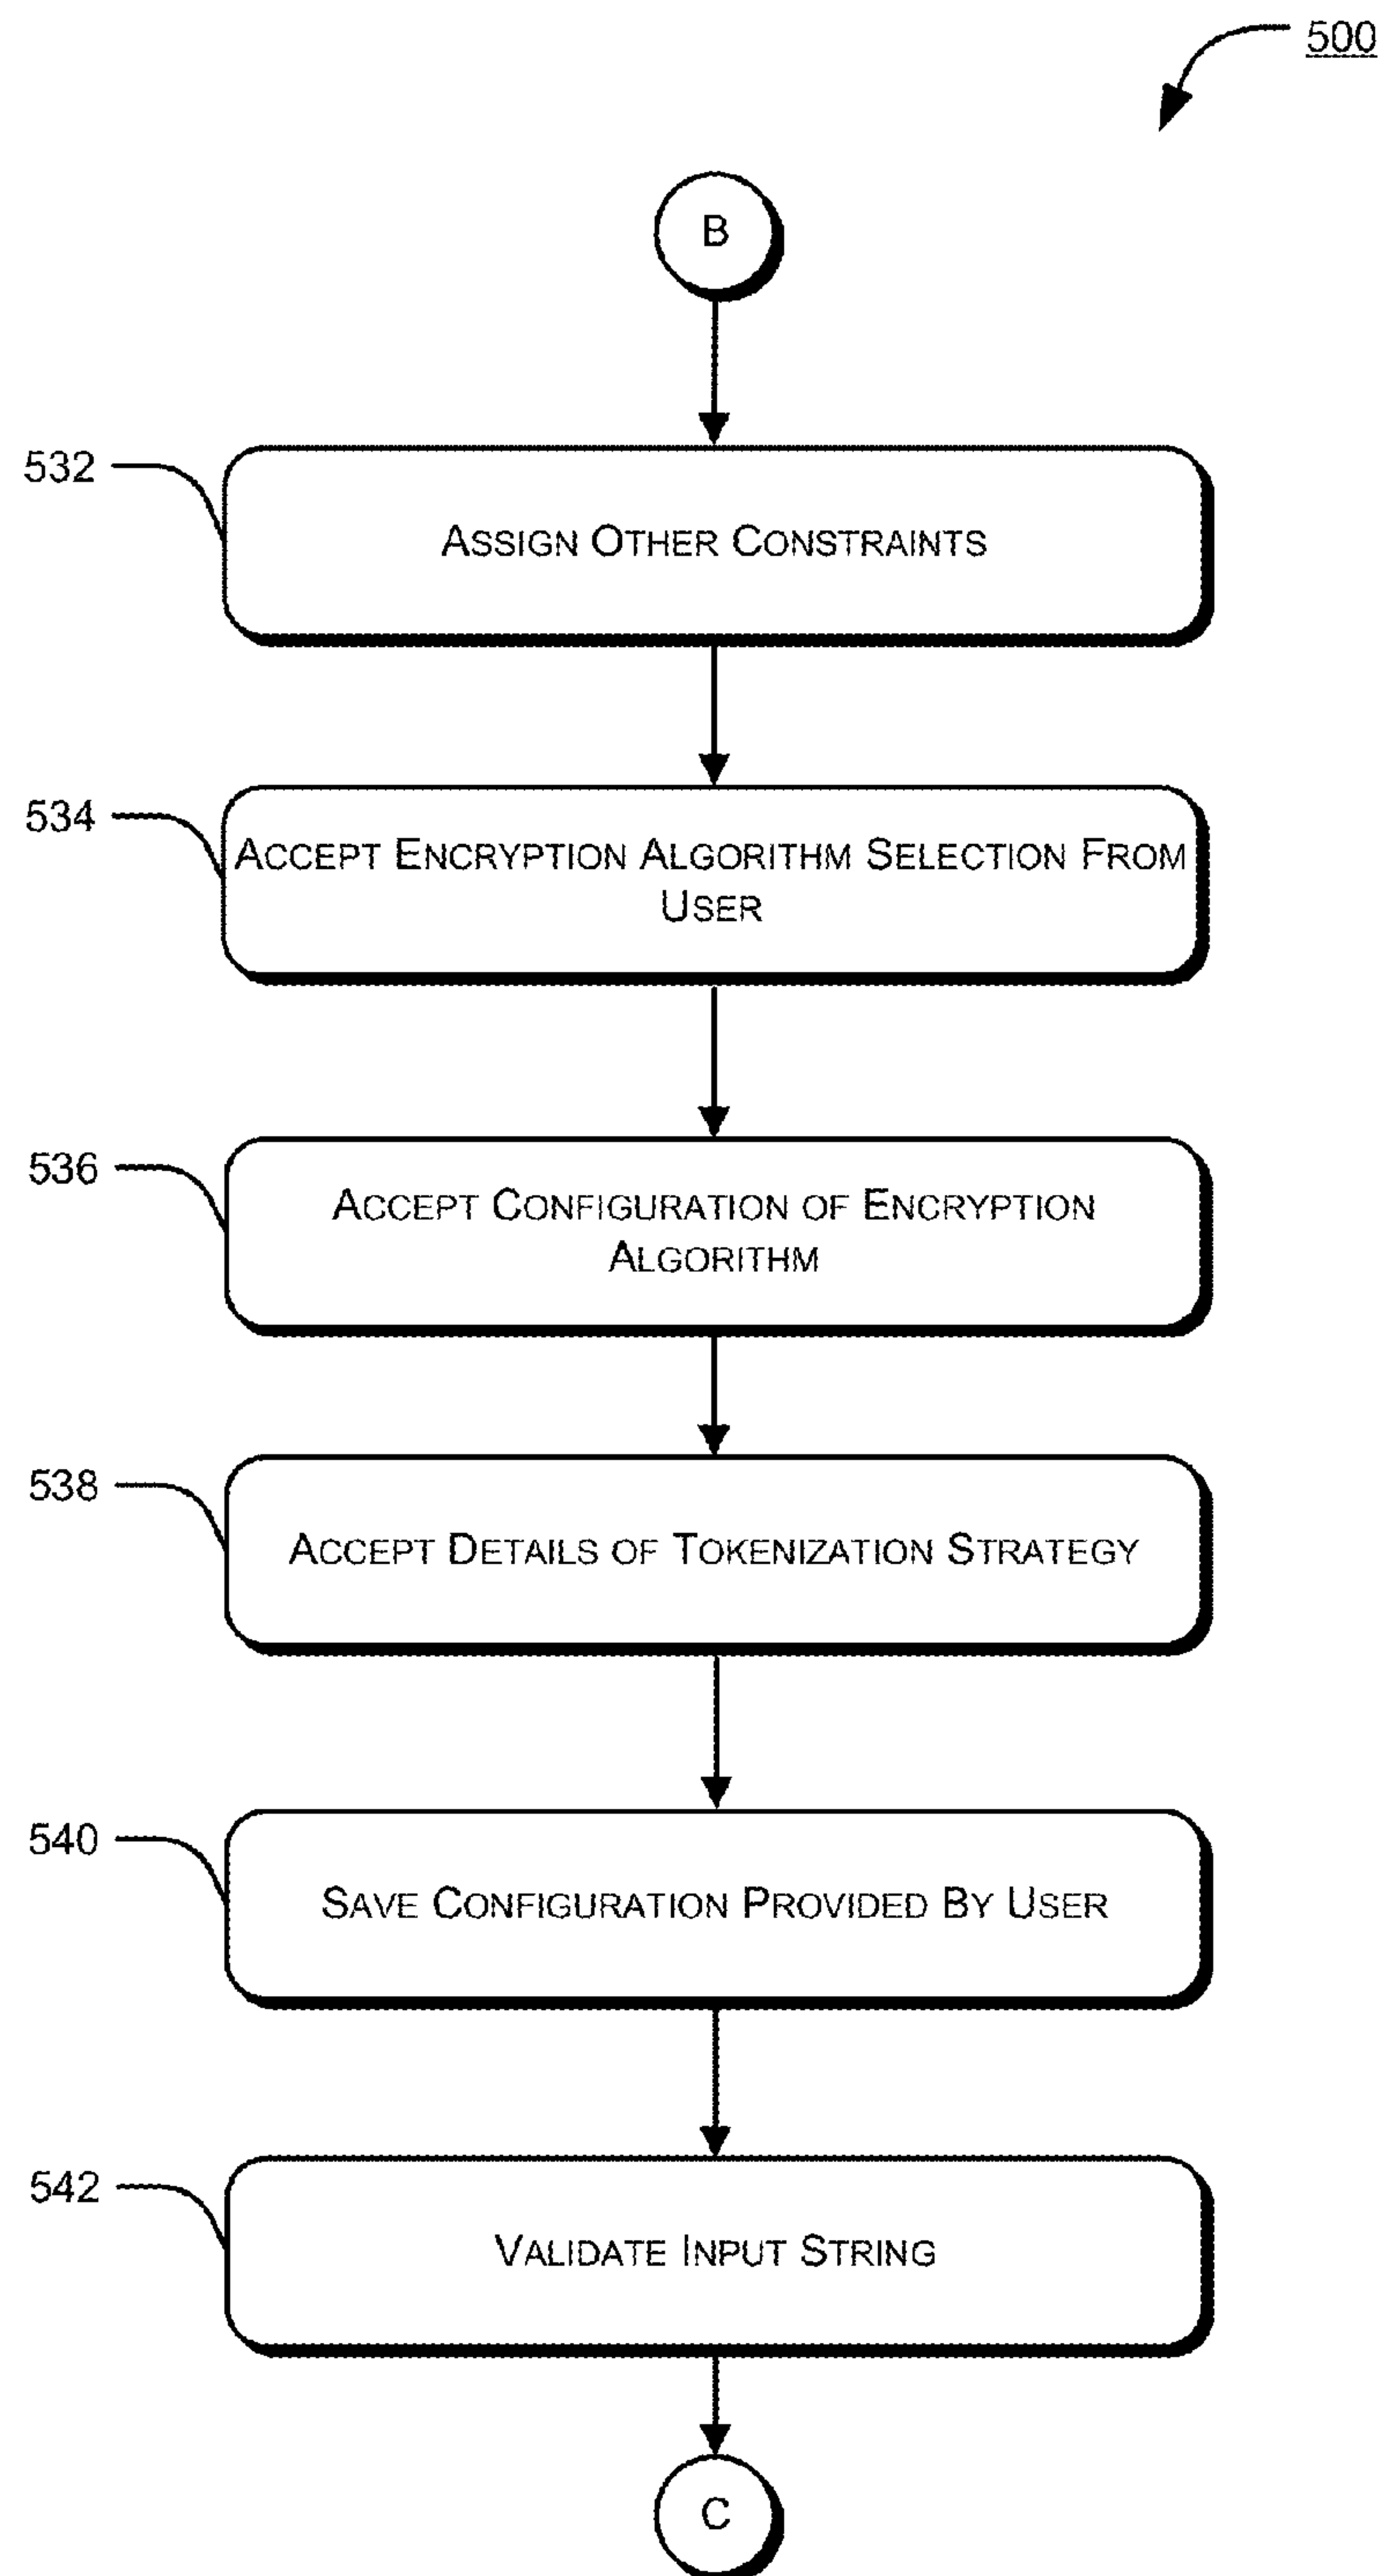 500
B
532
ASSIGN OTHER CONSTRAINTS
534
ACCEPT ENCRYPTION ALGORITHM SELECTION FROM
USER
536
ACCEPT CONFIGURATION OF ENCRYPTION
ALGORITHM
538
ACCEPT DETAILS OF TOKENIZATION STRATEGY
540
SAVE CONFIGURATION PROVIDED BY USER
542
VALIDATE INPUT STRING
C